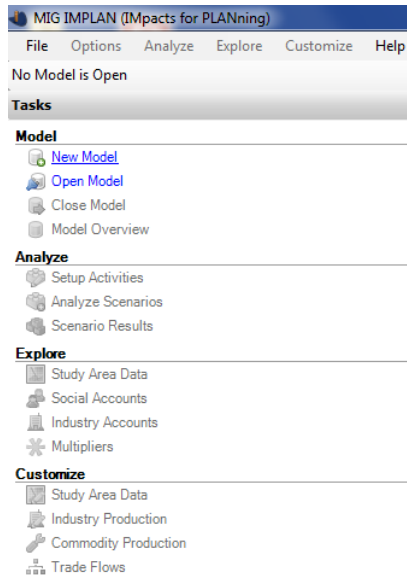 MIG IMPLAN (IMpacts for PLANning)
File Options Analyze Explore Customize Help
No Model is Open
Tasks
Model
New Model
Open Model
Close Model
Model Overview
Analyze
Setup Activities
Analyze Scenarios
Scenario Results
Explore
Study Area Data
Social Accounts
Industry Accounts
Multipliers
Customize
Study Area Data
Industry Production
Commodity Production
Trade Flows